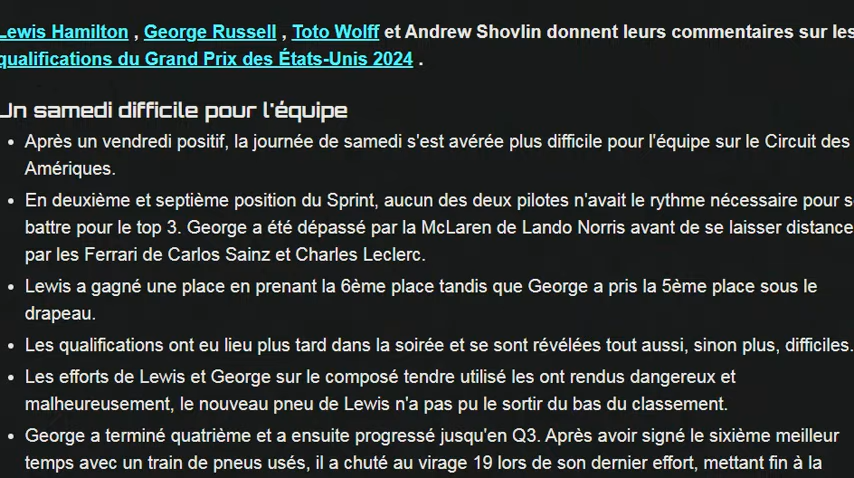 Lewis Hamilton , George Russell , Toto Wolff et Andrew Shovlin donnent leurs commentaires sur les
qualifications du Grand Prix des États-Unis 2024 .
Un samedi difficile pour l'équipe
• Après un vendredi positif, la journée de samedi s'est avérée plus difficile pour l'équipe sur le Circuit des
Amériques.
• En deuxième et septième position du Sprint, aucun des deux pilotes n'avait le rythme nécessaire pour s
battre pour le top 3. George a été dépassé par la McLaren de Lando Norris avant de se laisser distance
par les Ferrari de Carlos Sainz et Charles Leclerc.
• Lewis a gagné une place en prenant la 6ème place tandis que George a pris la 5ème place sous le
drapeau.
• Les qualifications ont eu lieu plus tard dans la soirée et se sont révélées tout aussi, sinon plus, difficiles.
• Les efforts de Lewis et George sur le composé tendre utilisé les ont rendus dangereux et
malheureusement, le nouveau pneu de Lewis n'a pas pu le sortir du bas du classement.
• George a terminé quatrième et a ensuite progressé jusqu'en Q3. Après avoir signé le sixième meilleur
temps avec un train de pneus usés, il a chuté au virage 19 lors de son dernier effort, mettant fin à la